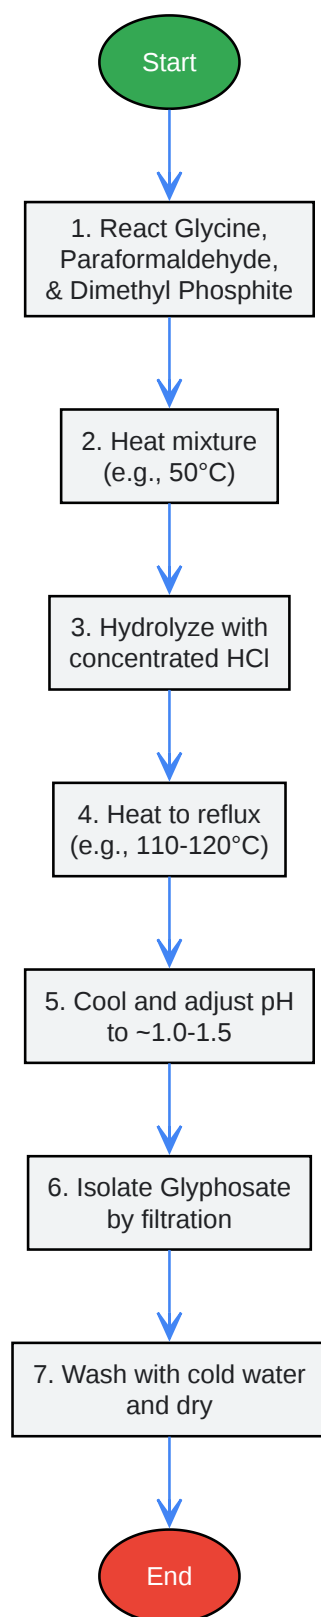 Start
1. React Glycine,
Paraformaldehyde,
& Dimethyl Phosphite
2. Heat mixture
(e.g., 50°C)
3. Hydrolyze with
concentrated HCl
4. Heat to reflux
(e.g., 110-120°C)
5. Cool and adjust pH
to ~1.0-1.5
6. Isolate Glyphosate
by filtration
7. Wash with cold water
and dry
End